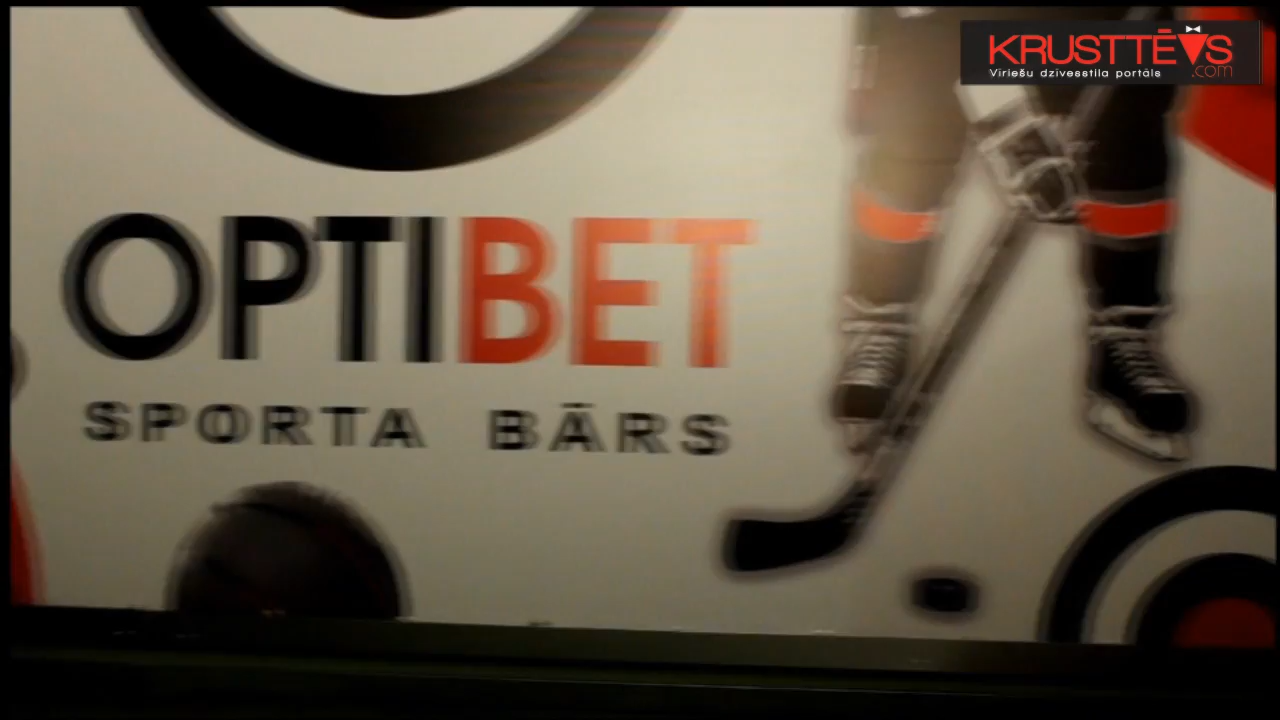 KRUSTTĒVS
Vīriešu dzīvesstila portāls
.com
OPTIBET
SPORTA BĀRS